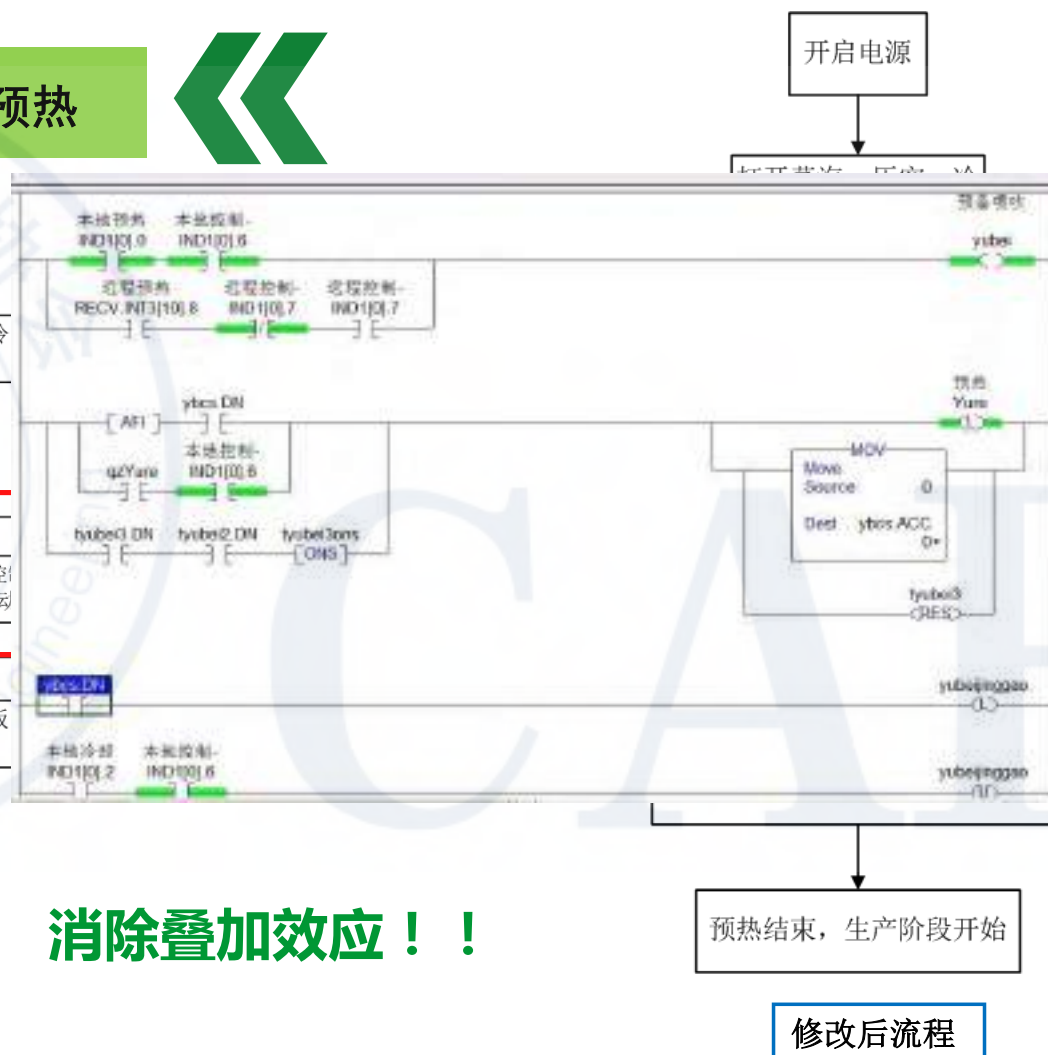 开启电源
预热
预备喷吹
本地预热 本地控制-
IND1[0].0 IND1[0].6
yubei
远程预热 远程控制- 远程控制-
RECV.INT3[10].8 IND1[0].7 IND1[0].7
预热
Yure
ybcs.DN
本地控制-
qzYure IND1[0].6
MOV
Move
Source 0
Dest ybcs.ACC
tyubei3.DN tyubei2.DN tyubei3ons
ONS
tyubei3
RES
ybcs.DN
yubeijinggao
L
本地冷却 本地控制-
IND1[0].2 IND1[0].6
yubeijinggao
消除叠加效应！！
预热结束，生产阶段开始
修改后流程